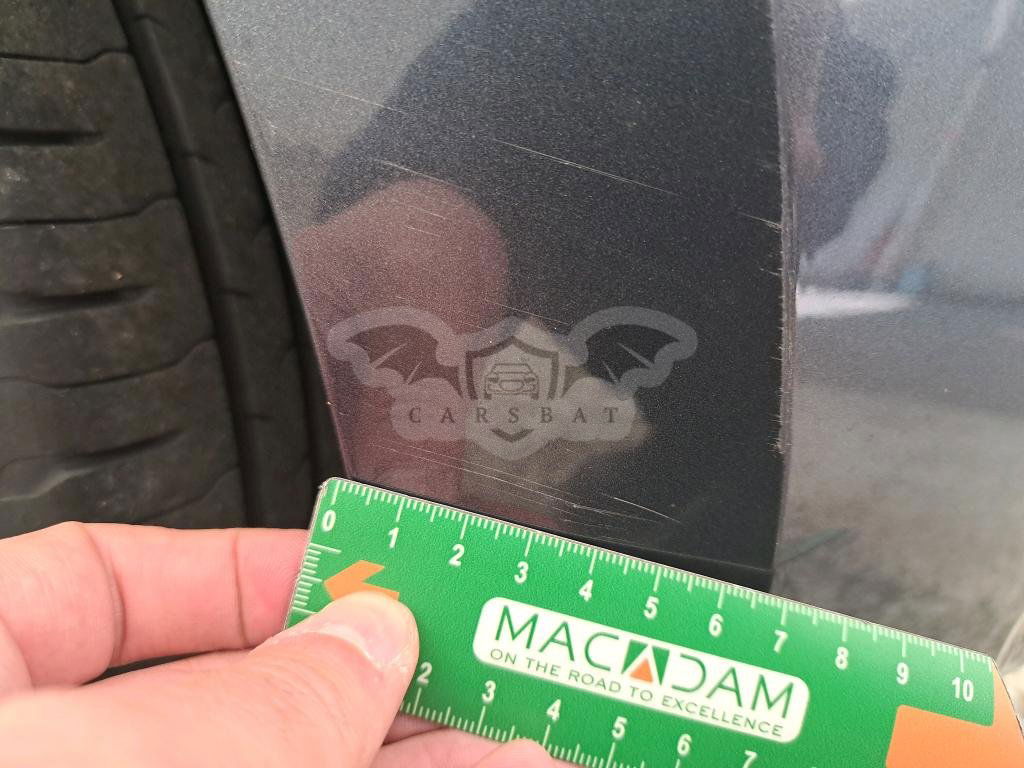 CARSBAT
0 1 2 3 4 5 6 7 8 9 10
MACADAM
ON THE ROAD TO EXCELLENCE
2 3 4 5 6 7